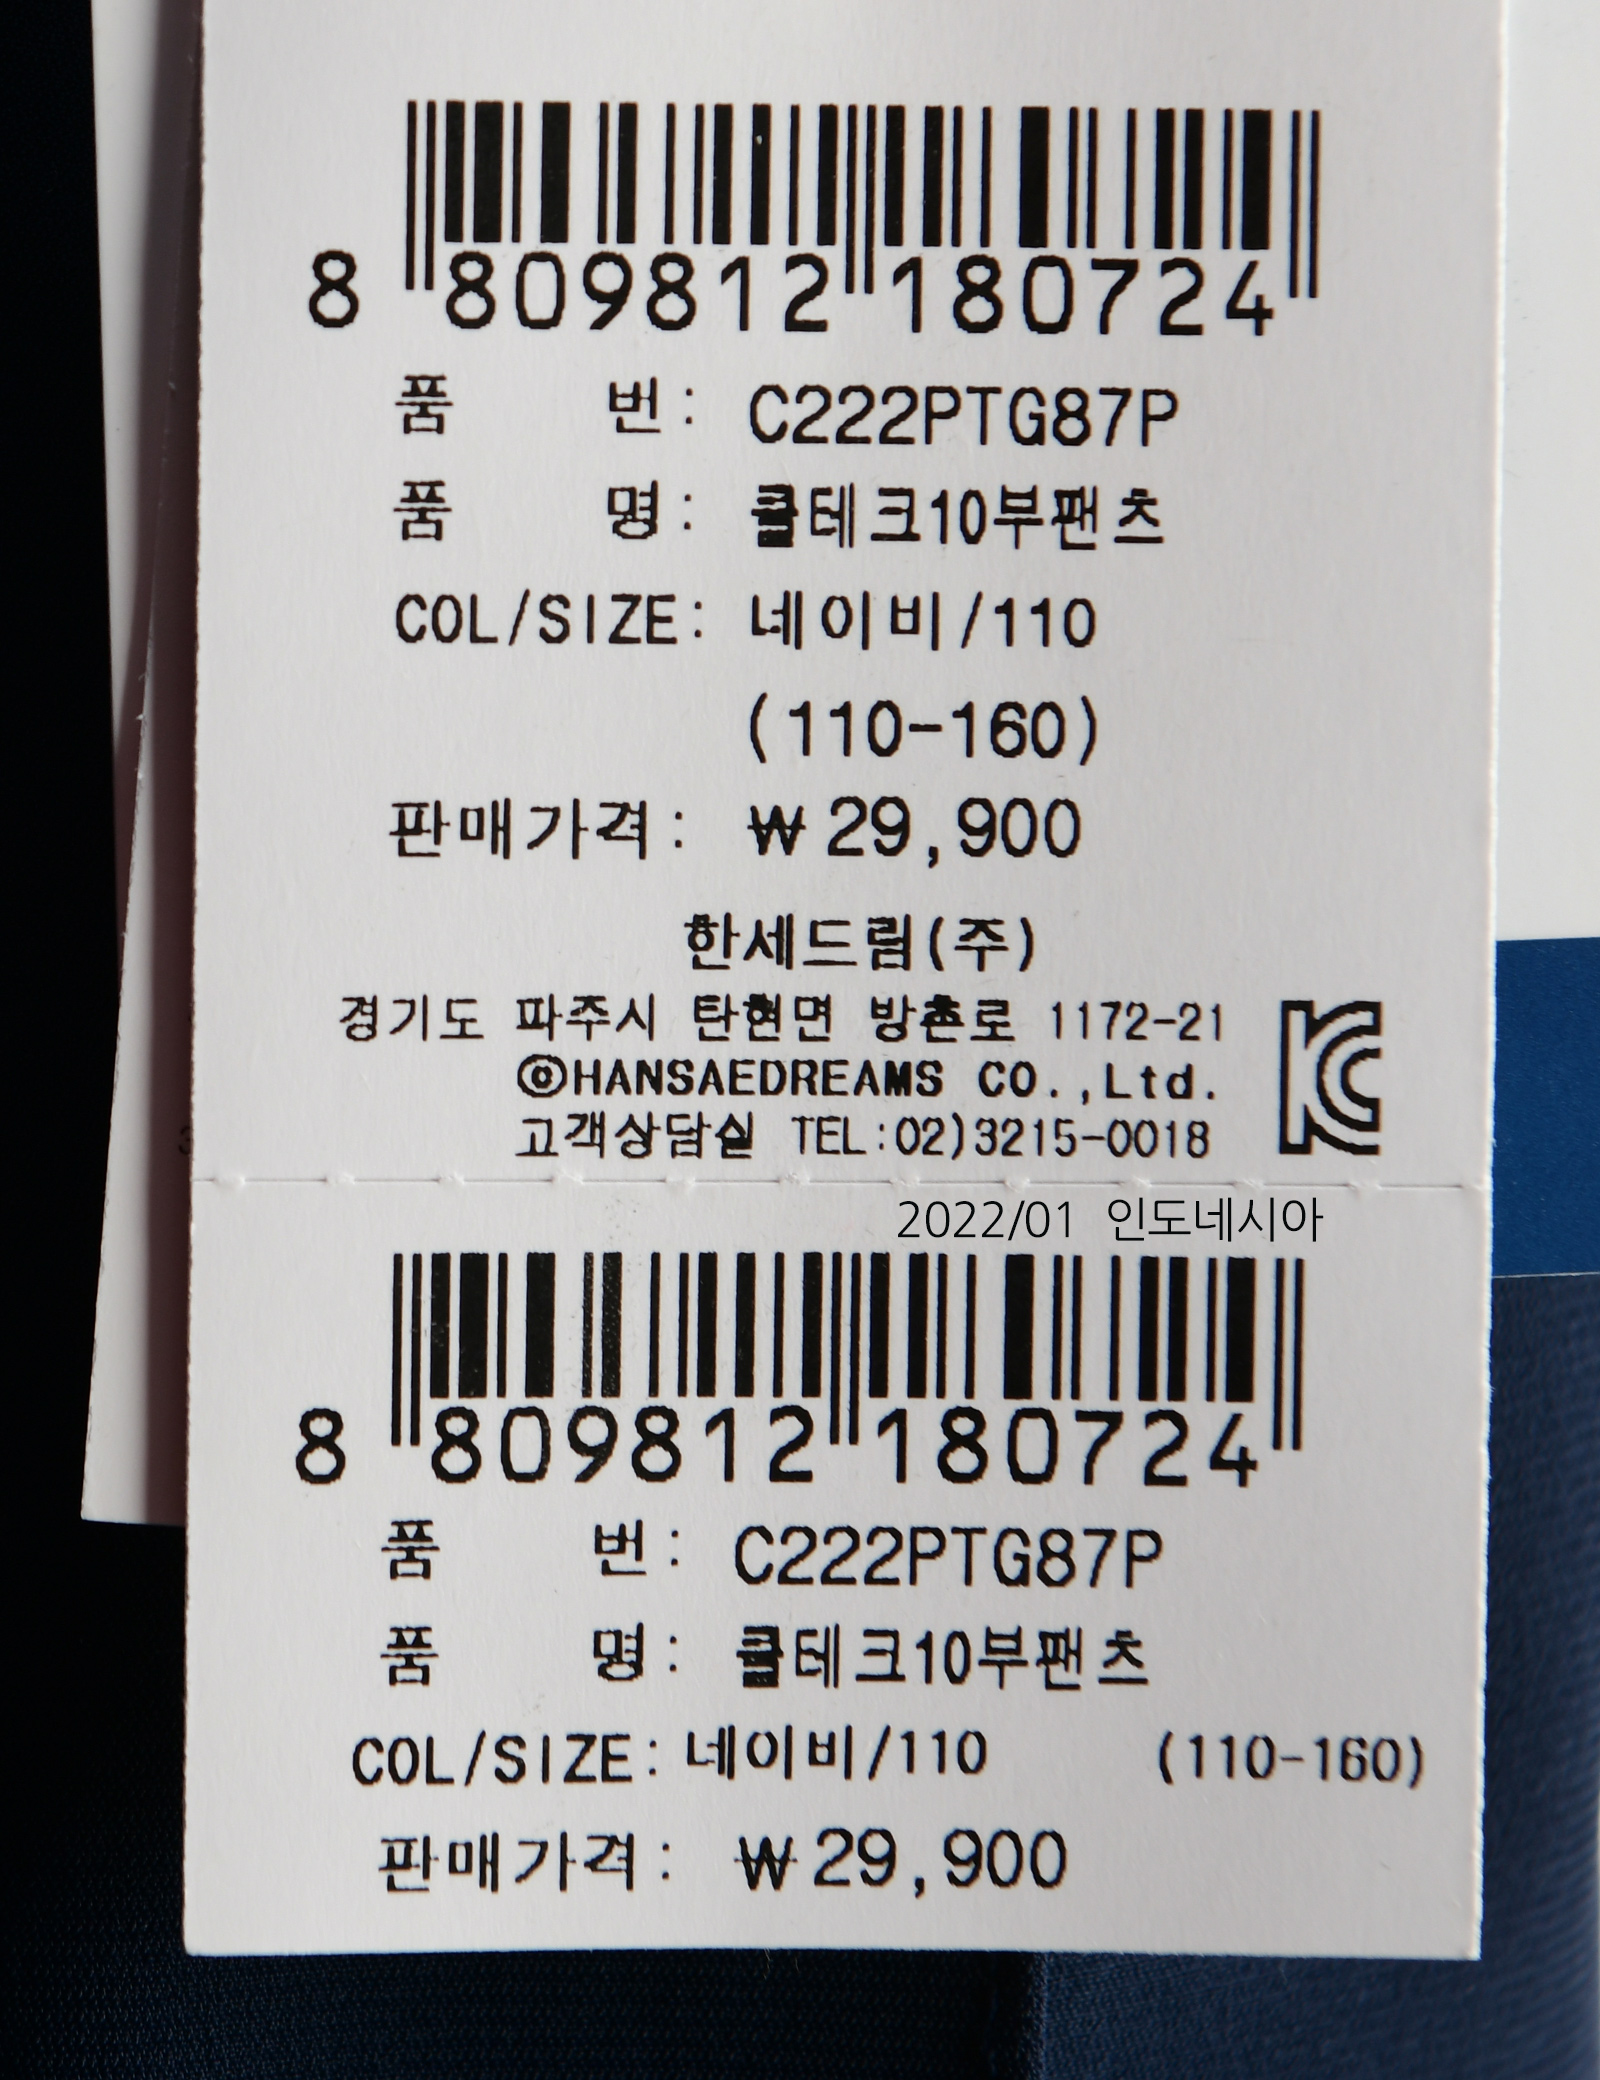 8 809812 180724
품 번: C222PTG87P
품 명: 쿨테크10부팬츠
COL/SIZE: 네이비/110
(110-160)
판매가격: ₩29,900
한세드림(주)
경기도 파주시 탄현면 방촌로 1172-21
ⓒHANSAEDREAMS CO.,Ltd.
고객상담실 TEL:02)3215-0018
2022/01 인도네시아
8 809812 180724
품 번: C222PTG87P
품 명: 쿨테크10부팬츠
COL/SIZE: 네이비/110 (110-160)
판매가격: ₩29,900